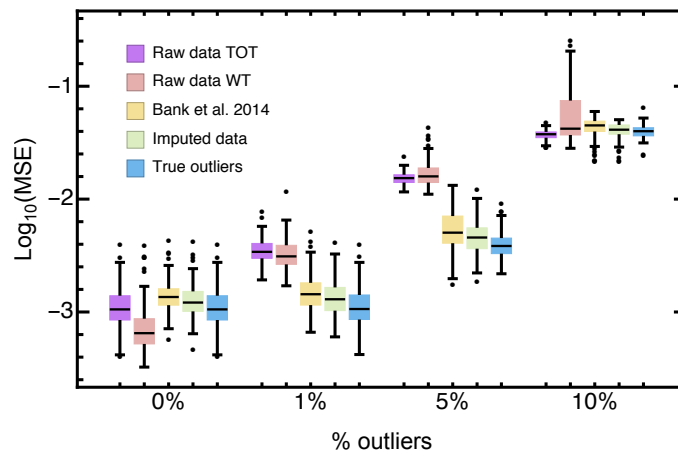 Raw data TOT
Raw data WT
Bank et al. 2014
Imputed data
True outliers
Log10(MSE)
-1
-2
-3
0%
1%
5%
10%
% outliers